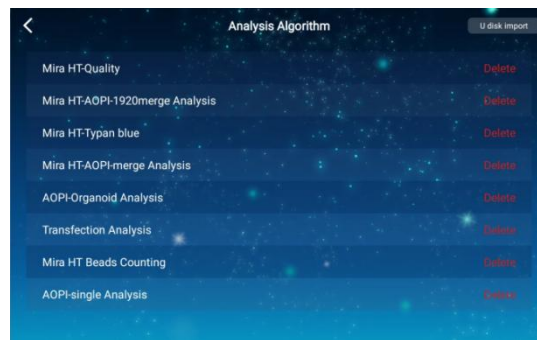 Analysis Algorithm
U disk import
Mira HT-Quality Delete
Mira HT-AOPI-1920merge Analysis Delete
Mira HT-Typan blue Delete
Mira HT-AOPI-merge Analysis Delete
AOPI-Organoid Analysis Delete
Transfection Analysis Delete
Mira HT Beads Counting Delete
AOPI-single Analysis Delete